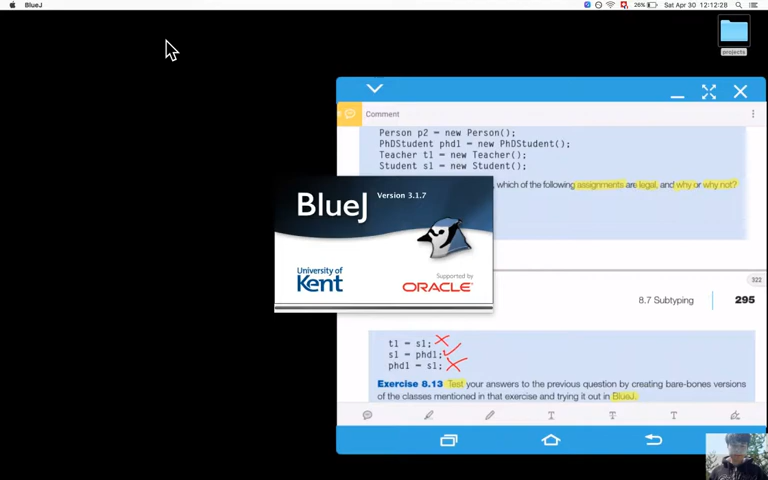 BlueJ
26%
Sat Apr 30 12:12:28
projects
Comment
Person p2 = new Person();
PhDStudent phd1 = new PhDStudent();
Teacher t1 = new Teacher();
Student s1 = new Student();
, which of the following assignments are legal, and why or why not?
BlueJ
Version 3.1.7
University of
Kent
Supported by
ORACLE
322
8.7 Subtyping
295
t1 = s1;
s1 = phd1;
phd1 = s1;
Exercise 8.13 Test your answers to the previous question by creating bare-bones versions
of the classes mentioned in that exercise and trying it out in BlueJ.